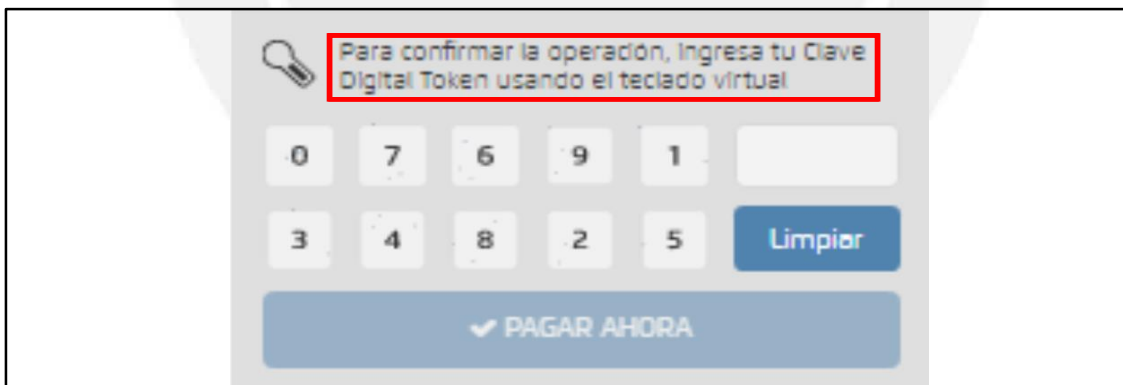 Para confirmar la operación, ingresa tu Clave
Digital Token usando el teclado virtual
0 7 6 9 1
3 4 8 2 5 Limpiar
PAGAR AHORA